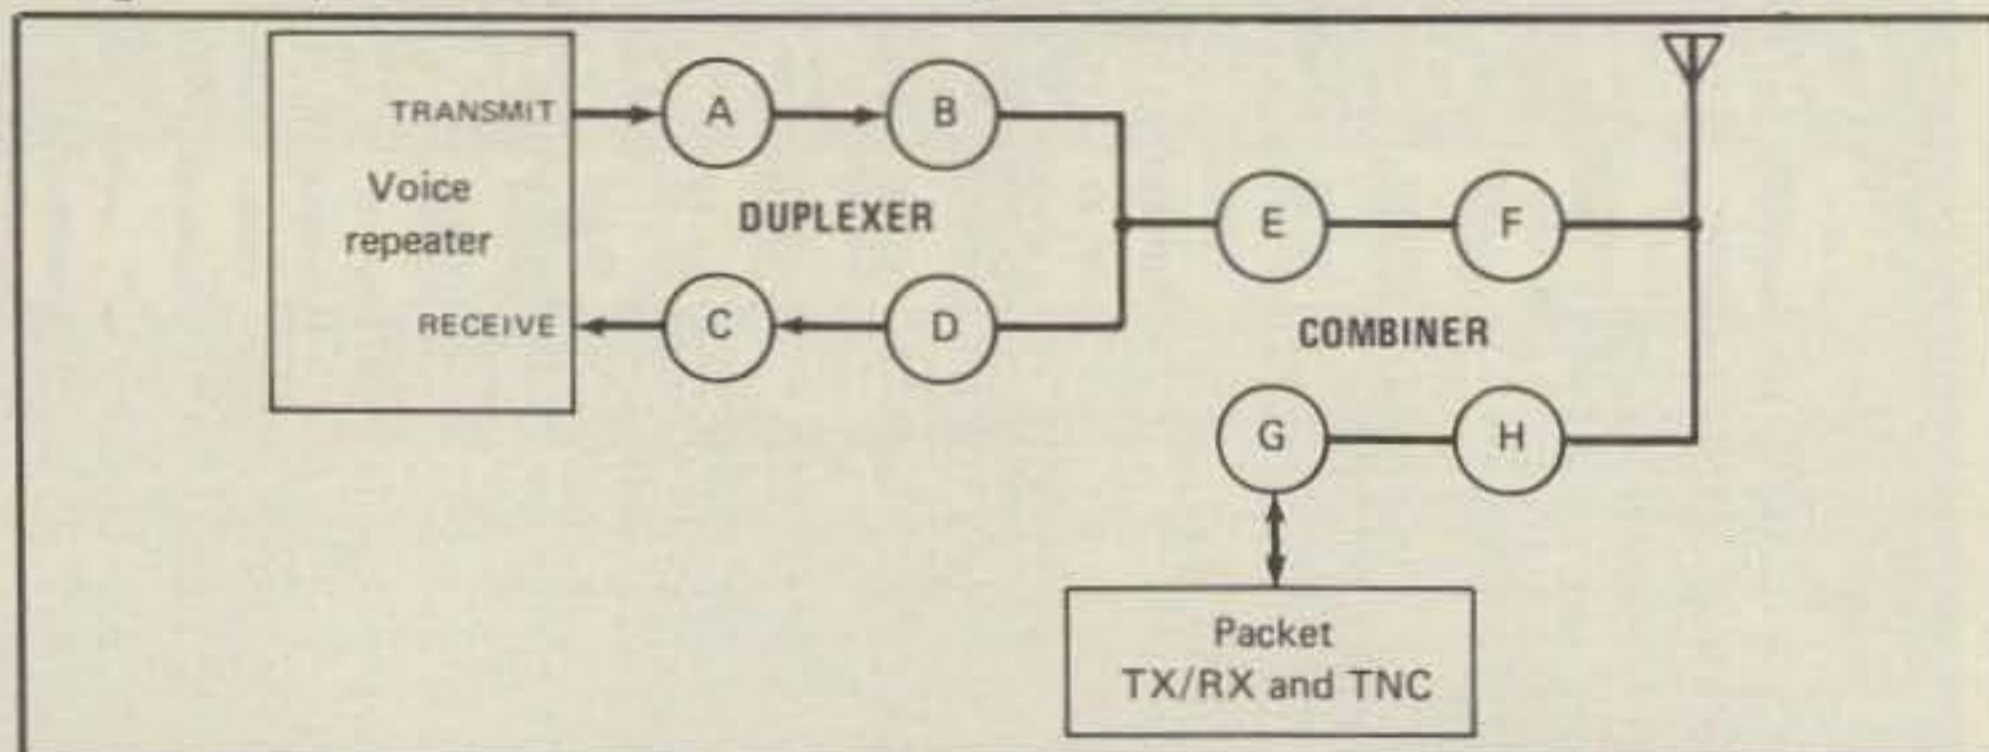 TRANSMIT
A
B
Voice
repeater
DUPLEXER
E
F
RECEIVE
C
D
COMBINER
G
H
Packet
TX/RX and TNC